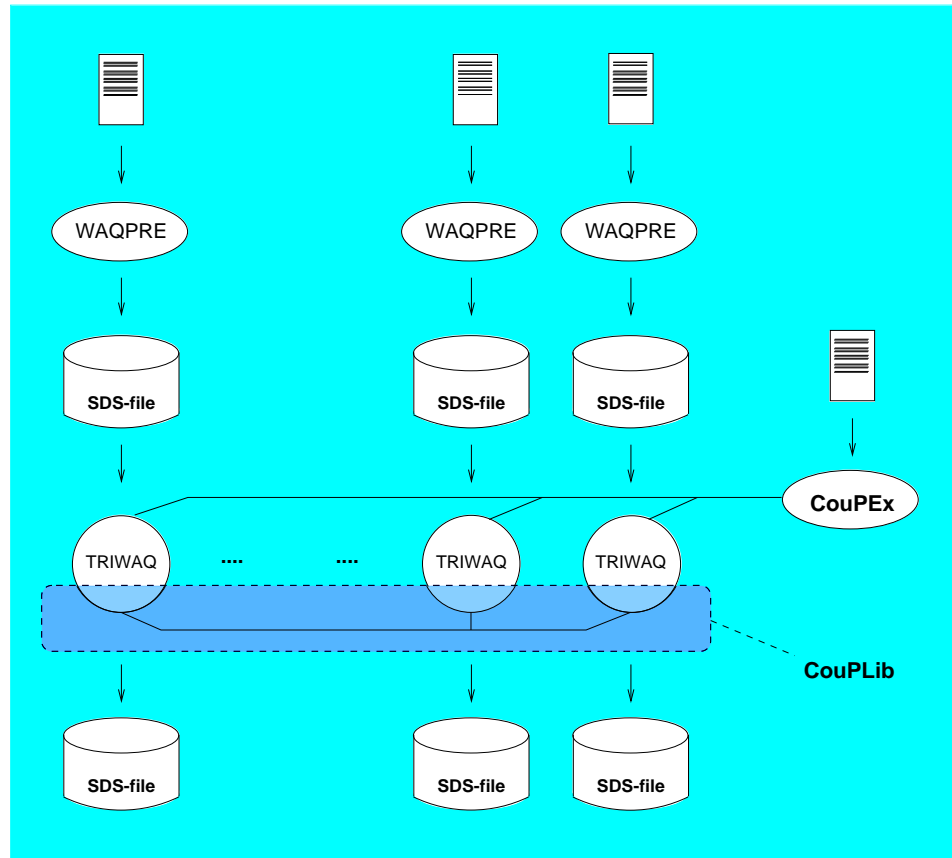 WAQPRE WAQPRE WAQPRE
SDS-file SDS-file SDS-file
CouPEx
TRIWAQ .... .... TRIWAQ TRIWAQ
CouPLib
SDS-file SDS-file SDS-file